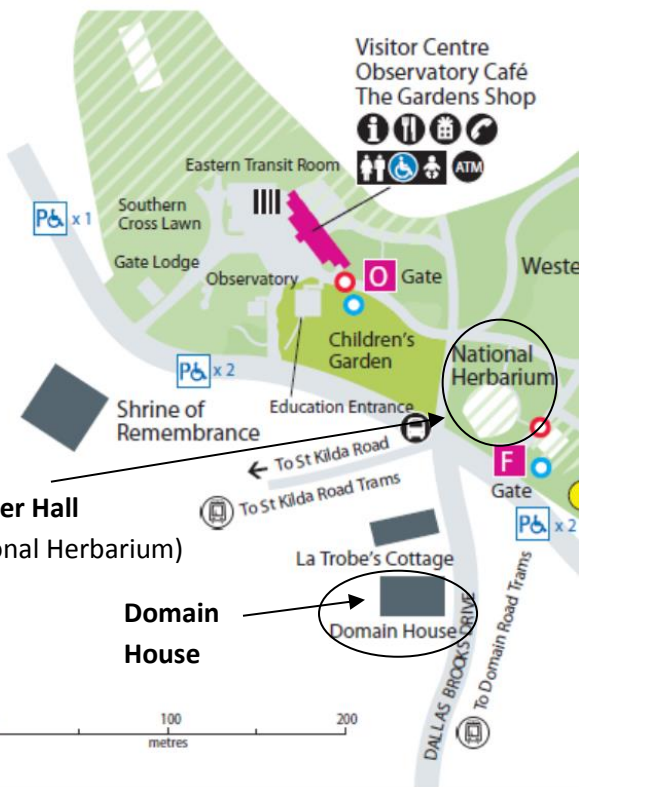 Visitor Centre
Observatory Café
The Gardens Shop
ATM
Eastern Transit Room
P x 1
Southern
Cross Lawn
Gate Lodge
Observatory
O Gate
Weste
Children's
Garden
National
Herbarium
P x 2
Education Entrance
Shrine of
Remembrance
To St Kilda Road
F
Gate
To St Kilda Road Trams
er Hall
onal Herbarium)
P x 2
La Trobe's Cottage
Domain
House
Domain House
DALLAS BROOKS DRIVE
To Domain Road Trams
100
200
metres